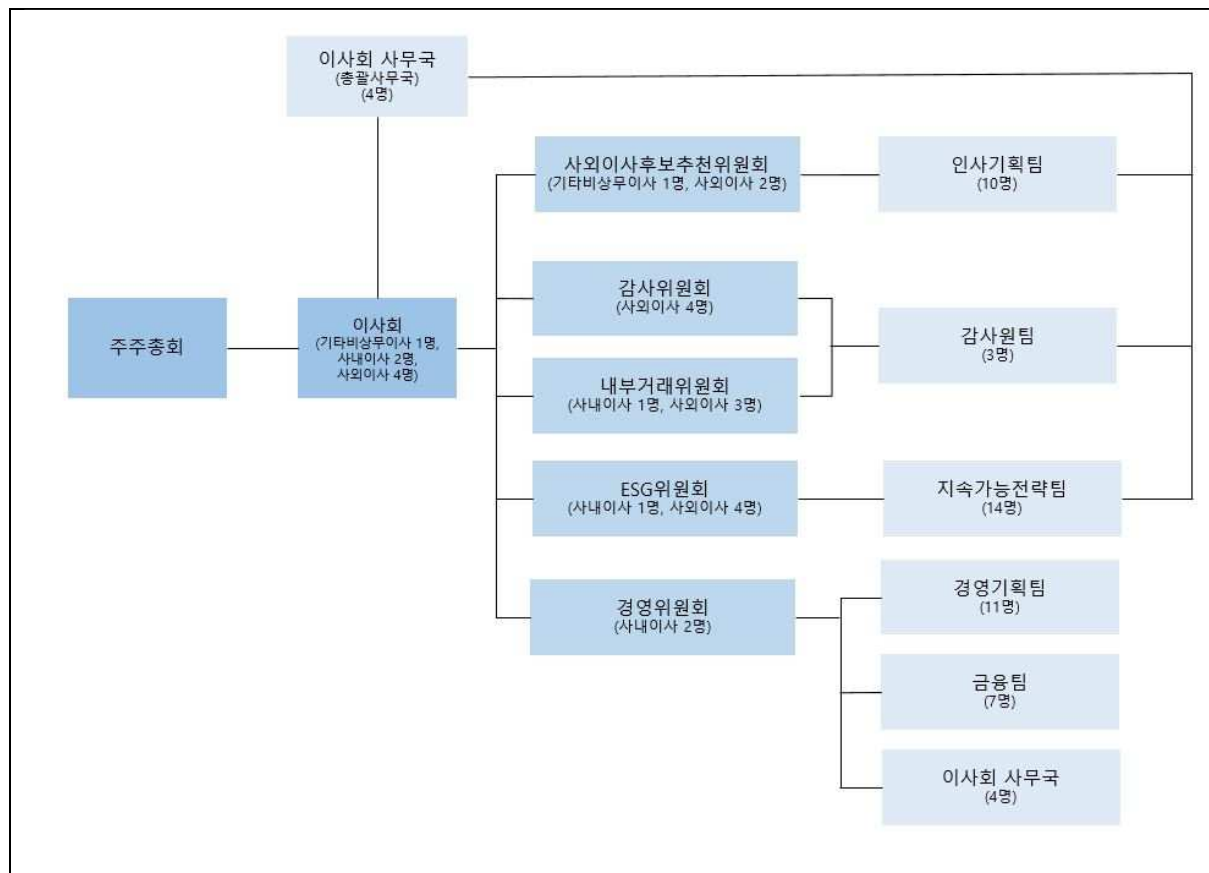 이사회 사무국
(총괄사무국)
(4명)
사외이사후보추천위원회
(기타비상무이사 1명, 사외이사 2명)
인사기획팀
(10명)
감사위원회
(사외이사 4명)
주주총회
이사회
(기타비상무이사 1명,
사내이사 2명,
사외이사 4명)
감사원팀
(3명)
내부거래위원회
(사내이사 1명, 사외이사 3명)
ESG위원회
(사내이사 1명, 사외이사 4명)
지속가능전략팀
(14명)
경영위원회
(사내이사 2명)
경영기획팀
(11명)
금융팀
(7명)
이사회 사무국
(4명)